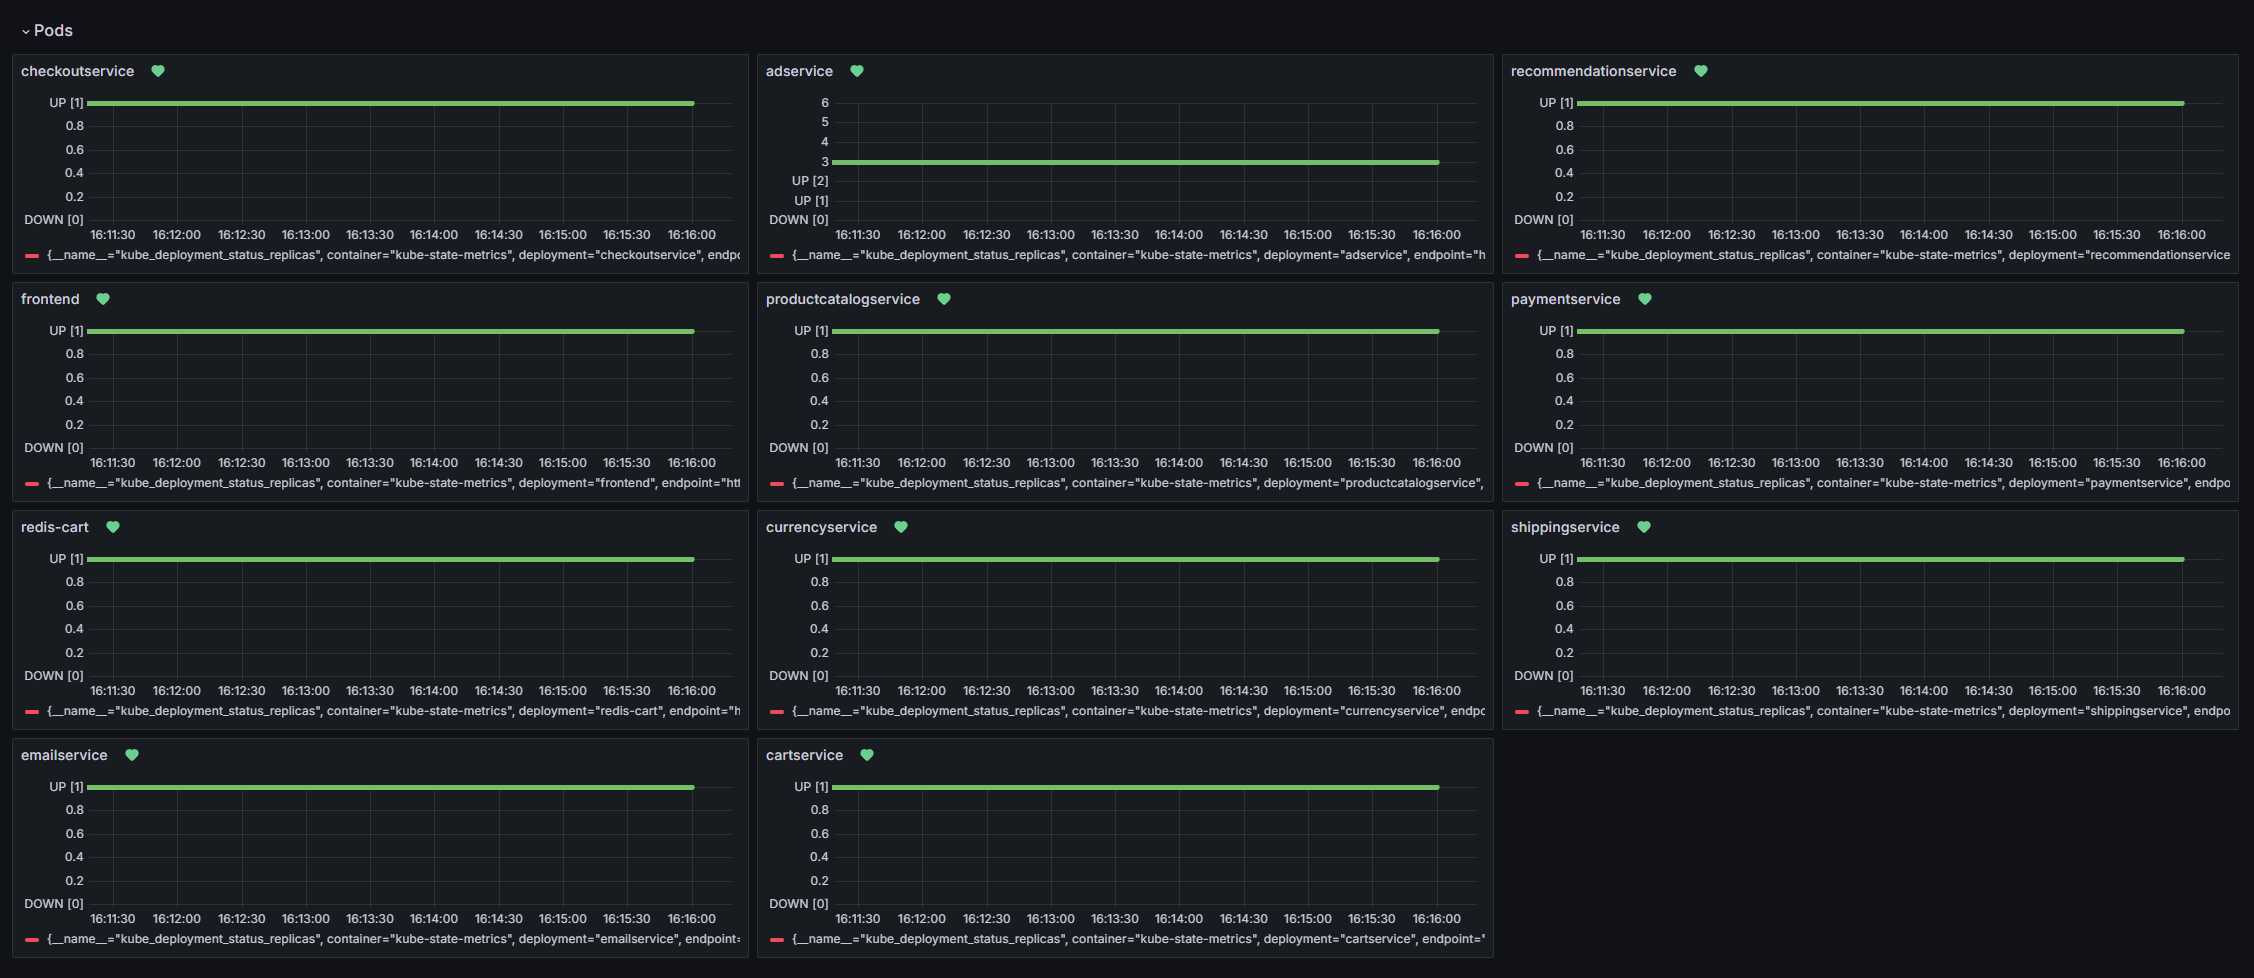 Pods
checkoutservice
UP [1]
0.8
0.6
0.4
0.2
DOWN [0]
16:11:30 16:12:00 16:12:30 16:13:00 16:13:30 16:14:00 16:14:30 16:15:00 16:15:30 16:16:00
{__name__="kube_deployment_status_replicas", container="kube-state-metrics", deployment="checkoutservice", endpo
adservice
6
5
4
3
UP [2]
UP [1]
DOWN [0]
16:11:30 16:12:00 16:12:30 16:13:00 16:13:30 16:14:00 16:14:30 16:15:00 16:15:30 16:16:00
{__name__="kube_deployment_status_replicas", container="kube-state-metrics", deployment="adservice", endpoint="h
recommendationservice
UP [1]
0.8
0.6
0.4
0.2
DOWN [0]
16:11:30 16:12:00 16:12:30 16:13:00 16:13:30 16:14:00 16:14:30 16:15:00 16:15:30 16:16:00
{__name__="kube_deployment_status_replicas", container="kube-state-metrics", deployment="recommendationservice
frontend
UP [1]
0.8
0.6
0.4
0.2
DOWN [0]
16:11:30 16:12:00 16:12:30 16:13:00 16:13:30 16:14:00 16:14:30 16:15:00 16:15:30 16:16:00
{__name__="kube_deployment_status_replicas", container="kube-state-metrics", deployment="frontend", endpoint="htt
productcatalogservice
UP [1]
0.8
0.6
0.4
0.2
DOWN [0]
16:11:30 16:12:00 16:12:30 16:13:00 16:13:30 16:14:00 16:14:30 16:15:00 16:15:30 16:16:00
{__name__="kube_deployment_status_replicas", container="kube-state-metrics", deployment="productcatalogservice",
paymentservice
UP [1]
0.8
0.6
0.4
0.2
DOWN [0]
16:11:30 16:12:00 16:12:30 16:13:00 16:13:30 16:14:00 16:14:30 16:15:00 16:15:30 16:16:00
{__name__="kube_deployment_status_replicas", container="kube-state-metrics", deployment="paymentservice", endpo
redis-cart
UP [1]
0.8
0.6
0.4
0.2
DOWN [0]
16:11:30 16:12:00 16:12:30 16:13:00 16:13:30 16:14:00 16:14:30 16:15:00 16:15:30 16:16:00
{__name__="kube_deployment_status_replicas", container="kube-state-metrics", deployment="redis-cart", endpoint="h
currencyservice
UP [1]
0.8
0.6
0.4
0.2
DOWN [0]
16:11:30 16:12:00 16:12:30 16:13:00 16:13:30 16:14:00 16:14:30 16:15:00 16:15:30 16:16:00
{__name__="kube_deployment_status_replicas", container="kube-state-metrics", deployment="currencyservice", endpo
shippingservice
UP [1]
0.8
0.6
0.4
0.2
DOWN [0]
16:11:30 16:12:00 16:12:30 16:13:00 16:13:30 16:14:00 16:14:30 16:15:00 16:15:30 16:16:00
{__name__="kube_deployment_status_replicas", container="kube-state-metrics", deployment="shippingservice", endpo
emailservice
UP [1]
0.8
0.6
0.4
0.2
DOWN [0]
16:11:30 16:12:00 16:12:30 16:13:00 16:13:30 16:14:00 16:14:30 16:15:00 16:15:30 16:16:00
{__name__="kube_deployment_status_replicas", container="kube-state-metrics", deployment="emailservice", endpoint=
cartservice
UP [1]
0.8
0.6
0.4
0.2
DOWN [0]
16:11:30 16:12:00 16:12:30 16:13:00 16:13:30 16:14:00 16:14:30 16:15:00 16:15:30 16:16:00
{__name__="kube_deployment_status_replicas", container="kube-state-metrics", deployment="cartservice", endpoint="